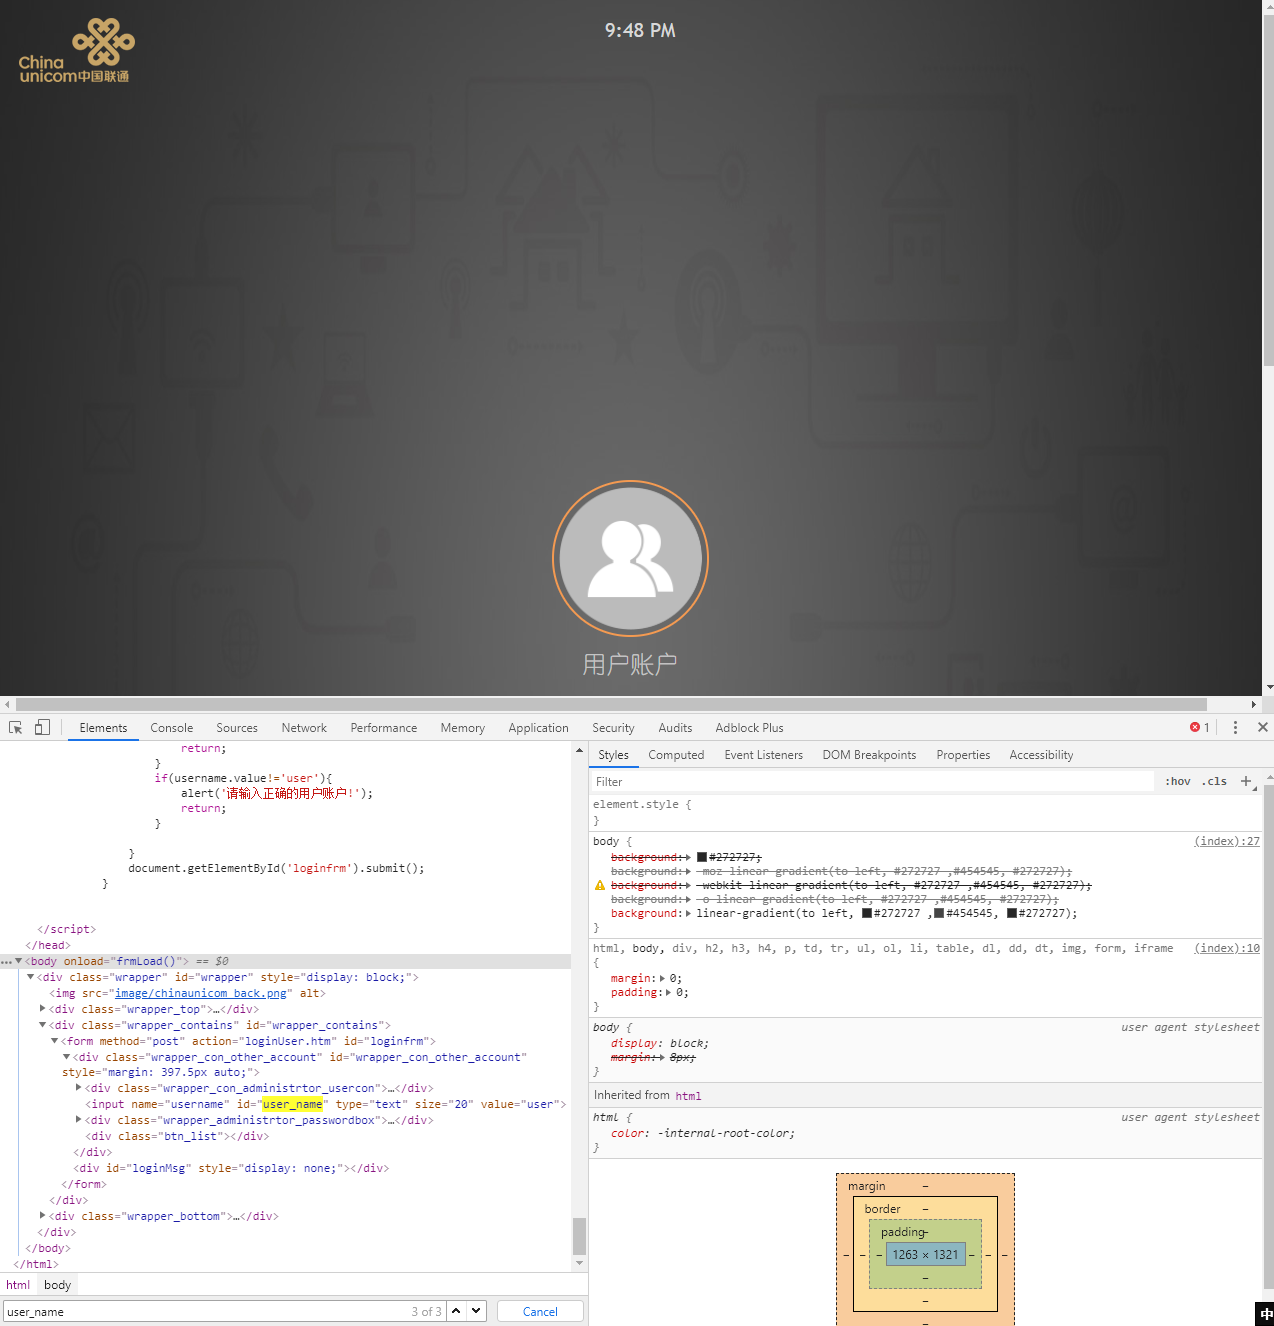 9:48 PM
China
unicom中国联通
用户账户
Elements Console Sources Network Performance Memory Application Security Audits Adblock Plus 1
return;
}
if(username.value!='user'){
alert('请输入正确的用户账户!');
return;
}
}
document.getElementById('loginfrm').submit();
}
</script>
</head>
…<body onload="frmLoad()"> == $0
<div class="wrapper" id="wrapper" style="display: block;">
<img src="image/chinaunicom_back.png" alt>
<div class="wrapper_top">…</div>
<div class="wrapper_contains" id="wrapper_contains">
<form method="post" action="loginUser.htm" id="loginfrm">
<div class="wrapper_con_other_account" id="wrapper_con_other_account"
style="margin: 397.5px auto;">
<div class="wrapper_con_administrtor_usercon">…</div>
<input name="username" id="user_name" type="text" size="20" value="user">
<div class="wrapper_administrtor_passwordbox">…</div>
<div class="btn_list"></div>
</div>
<div id="loginMsg" style="display: none;"></div>
</form>
</div>
<div class="wrapper_bottom">…</div>
</div>
</body>
</html>
html body
user_name 3 of 3 Cancel
Styles Computed Event Listeners DOM Breakpoints Properties Accessibility
Filter :hov .cls +
element.style {
}
body { (index):27
background: #272727;
background: -moz-linear-gradient(to left, #272727 ,#454545, #272727);
background: -webkit-linear-gradient(to left, #272727 ,#454545, #272727);
background: -o-linear-gradient(to left, #272727 ,#454545, #272727);
background: linear-gradient(to left, #272727 ,#454545, #272727);
}
html, body, div, h2, h3, h4, p, td, tr, ul, ol, li, table, dl, dd, dt, img, form, iframe (index):10
{
margin: 0;
padding: 0;
}
body { user agent stylesheet
display: block;
margin: 8px;
}
Inherited from html
html { user agent stylesheet
color: -internal-root-color;
}
margin –
border –
padding –
– – – 1263 × 1321 – – –
–
–
–
中